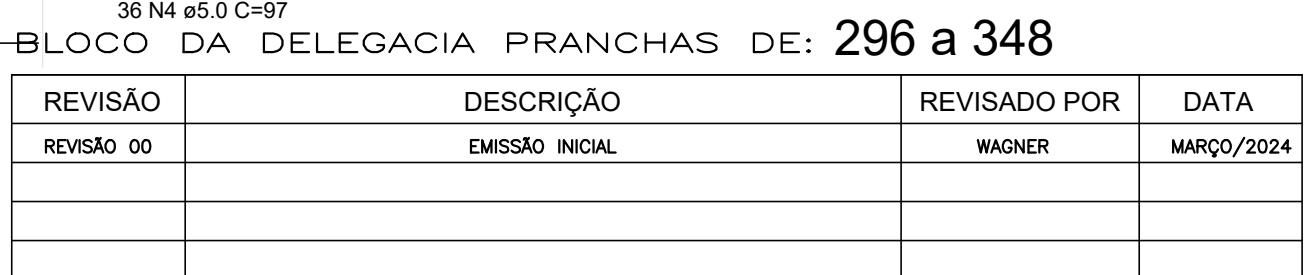 36 N4 ø5.0 C=97
BLOCO DA DELEGACIA PRANCHAS DE: 296 a 348
REVISÃO DESCRIÇÃO REVISADO POR DATA
REVISÃO 00 EMISSÃO INICIAL WAGNER MARÇO/2024